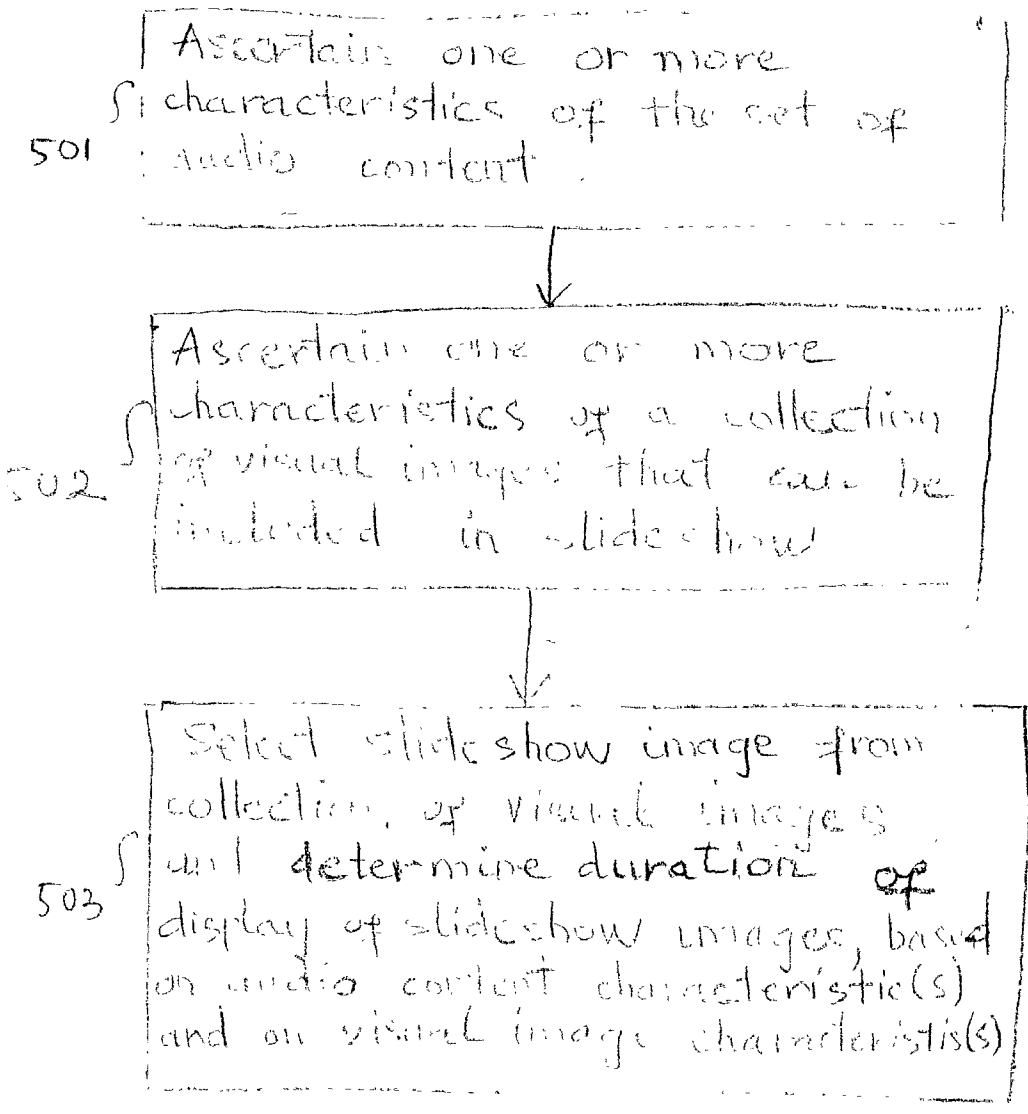 Ascertain one or more
characteristics of the set of
audio content.
501
Ascertain one or more
characteristics of a collection
of visual images that can be
included in slideshow
502
Select slideshow image from
collection of visual images
and determine duration of
display of slideshow images, based
on audio content characteristic(s)
and on visual image characteristis(s)
503